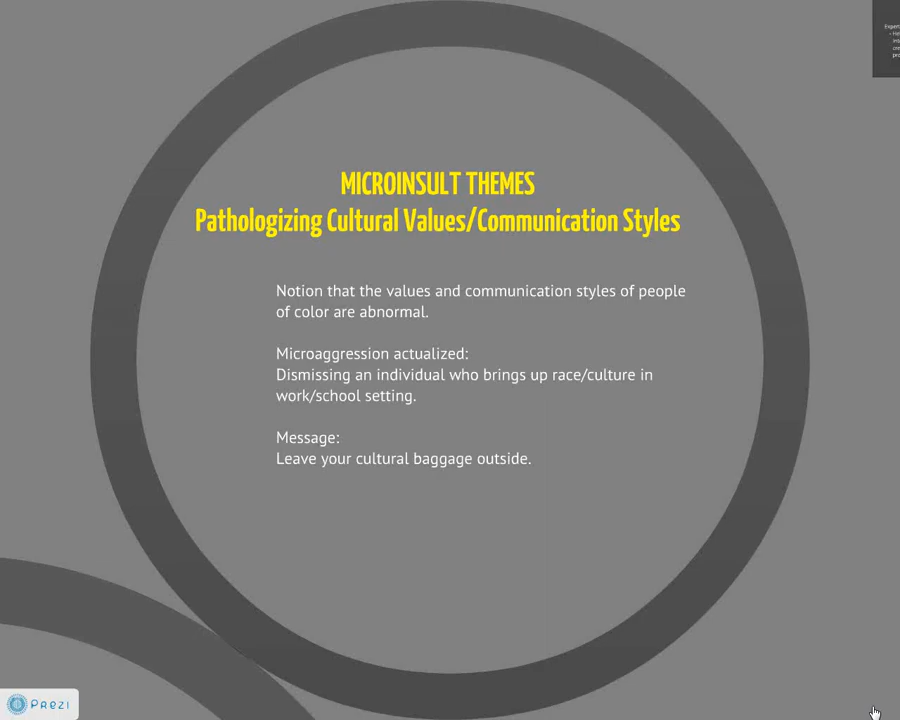 MICROINSULT THEMES
Pathologizing Cultural Values/Communication Styles
Notion that the values and communication styles of people
of color are abnormal.
Microaggression actualized:
Dismissing an individual who brings up race/culture in
work/school setting.
Message:
Leave your cultural baggage outside.
Prezi